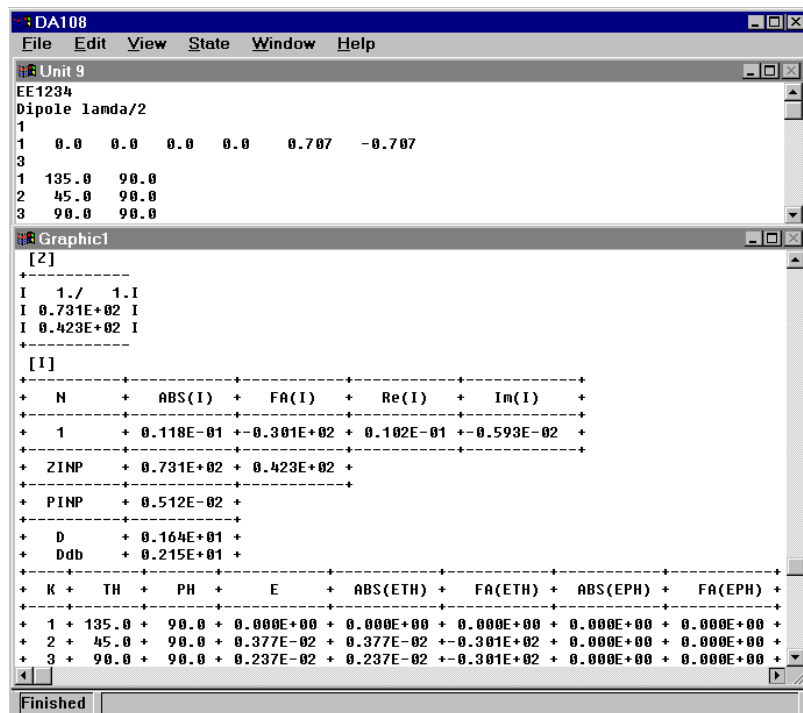 DA108
File Edit View State Window Help
Unit 9
EE1234
Dipole lamda/2
1
1 0.0 0.0 0.0 0.0 0.707 -0.707
3
1 135.0 90.0
2 45.0 90.0
3 90.0 90.0
Graphic1
[Z]
+------------
I 1./ 1.I
I 0.731E+02 I
I 0.423E+02 I
+------------
[I]
+----------+-----------+-----------+-----------+------------+
+ N + ABS(I) + FA(I) + Re(I) + Im(I) +
+----------+-----------+-----------+-----------+------------+
+ 1 + 0.118E-01 +-0.301E+02 + 0.102E-01 +-0.593E-02 +
+----------+-----------+-----------+-----------+------------+
+ ZINP + 0.731E+02 + 0.423E+02 +
+----------+-----------+-----------+
+ PINP + 0.512E-02 +
+----------+-----------+
+ D + 0.164E+01 +
+ Ddb + 0.215E+01 +
+----+-------+-------+-----------+-----------+-----------+-----------+-----------+
+ K + TH + PH + E + ABS(ETH) + FA(ETH) + ABS(EPH) + FA(EPH) +
+----+-------+-------+-----------+-----------+-----------+-----------+-----------+
+ 1 + 135.0 + 90.0 + 0.000E+00 + 0.000E+00 + 0.000E+00 + 0.000E+00 + 0.000E+00 +
+ 2 + 45.0 + 90.0 + 0.377E-02 + 0.377E-02 +-0.301E+02 + 0.000E+00 + 0.000E+00 +
+ 3 + 90.0 + 90.0 + 0.237E-02 + 0.237E-02 +-0.301E+02 + 0.000E+00 + 0.000E+00 +
Finished